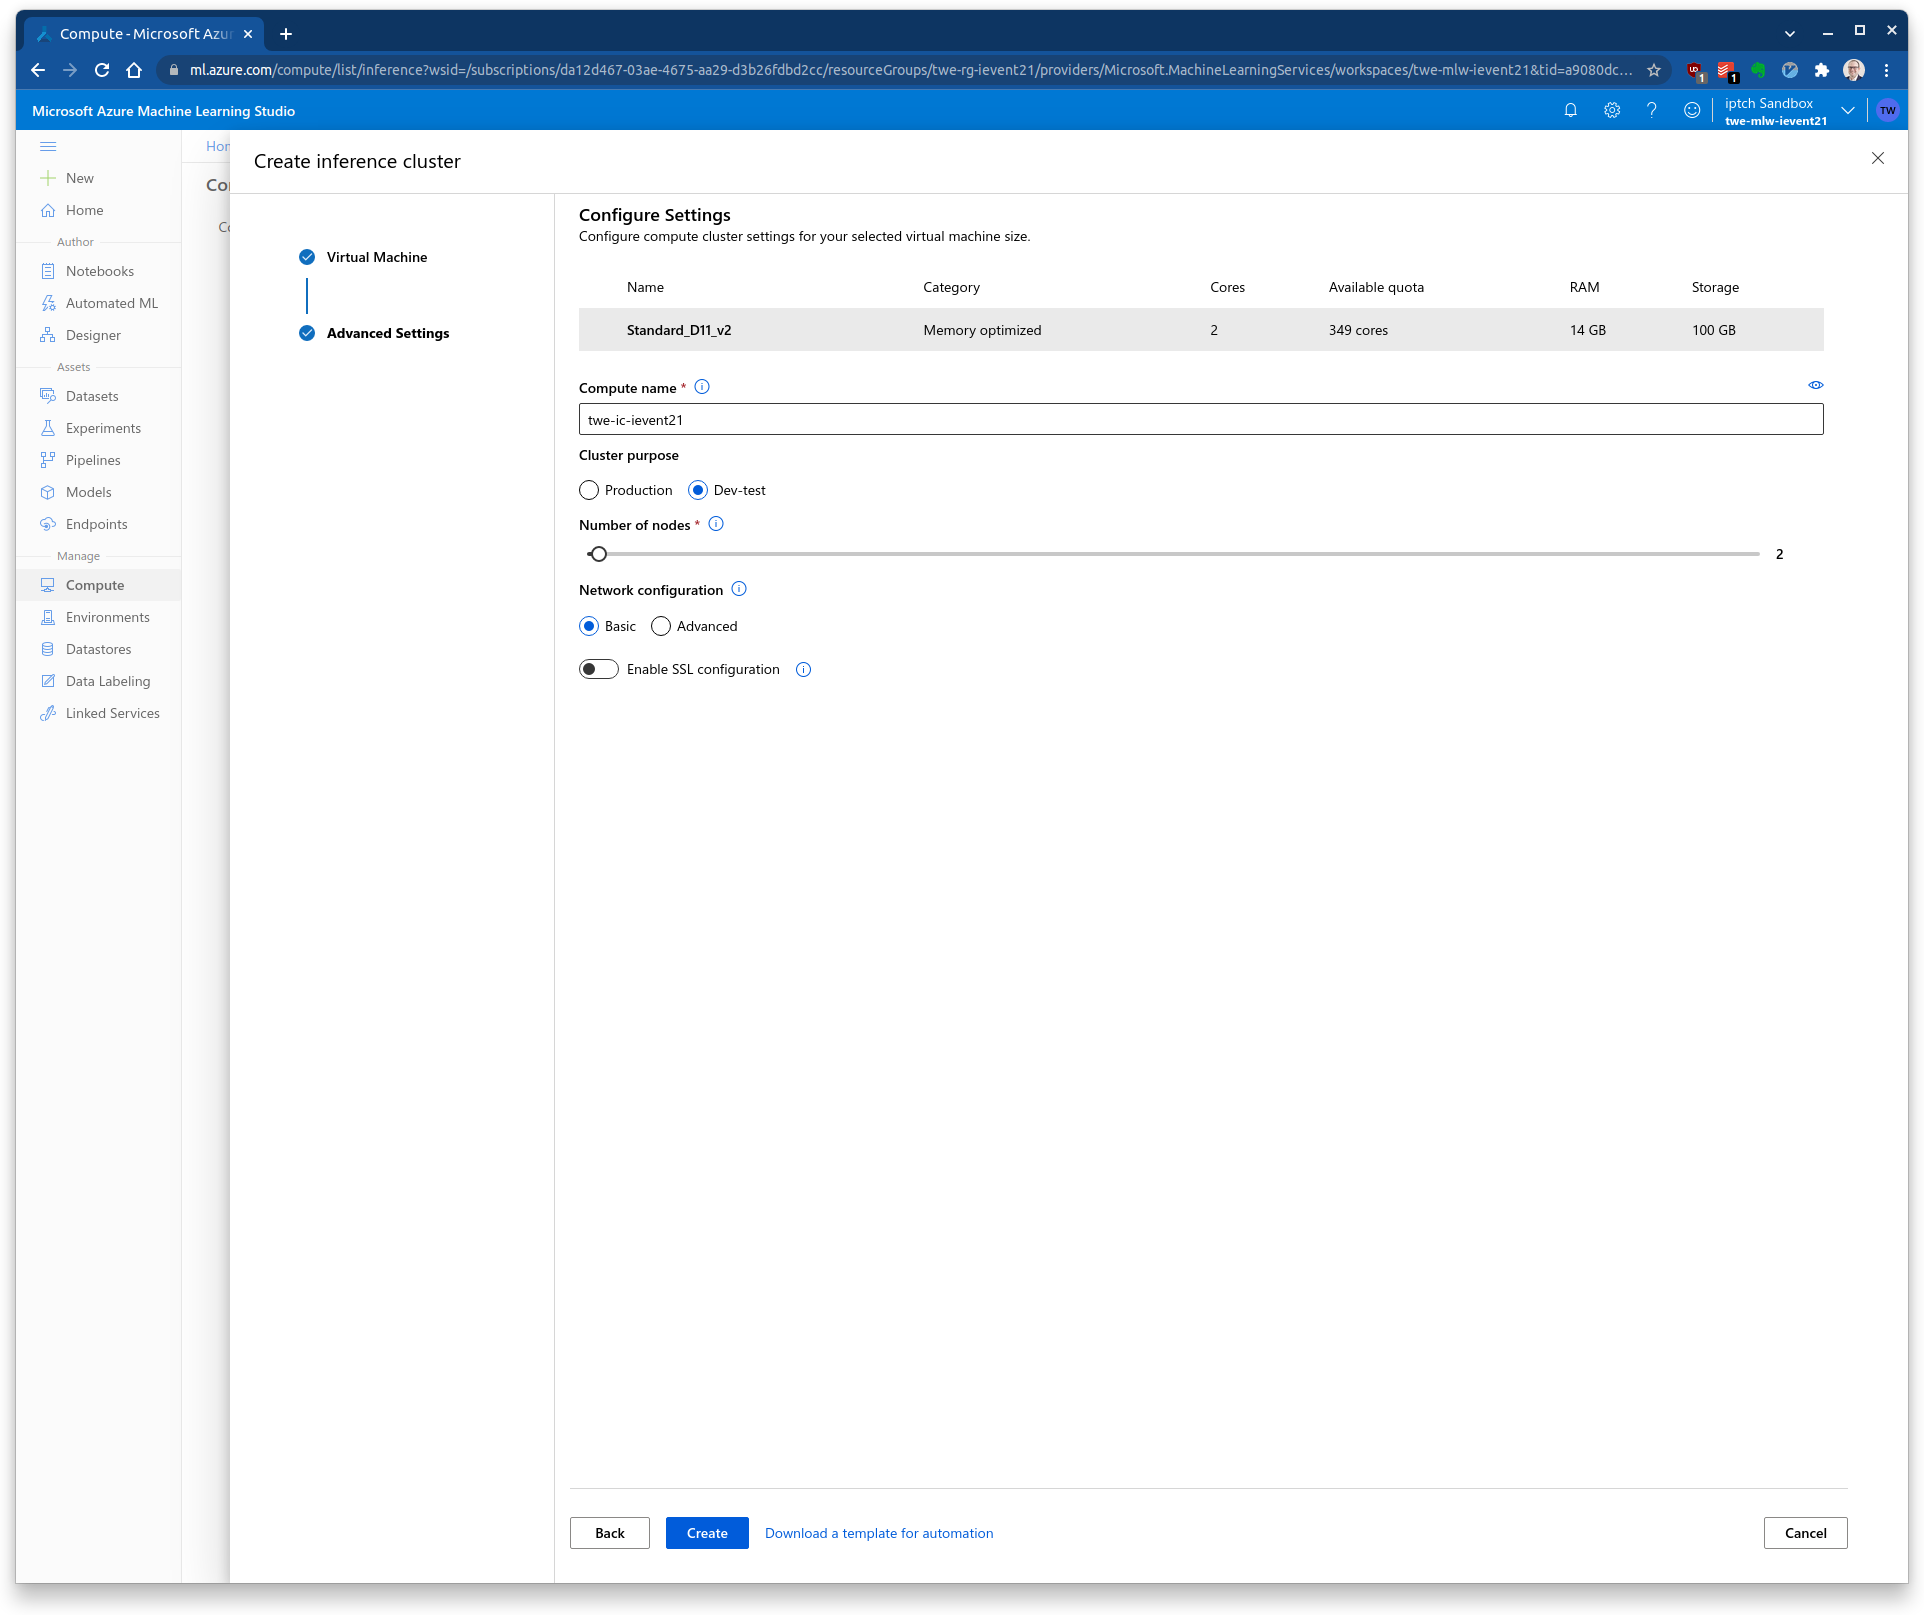 Compute - Microsoft Azur
ml.azure.com/compute/list/inference?wsid=/subscriptions/da12d467-03ae-4675-aa29-d3b26fdbd2cc/resourceGroups/twe-rg-ievent21/providers/Microsoft.MachineLearningServices/workspaces/twe-mlw-ievent21&tid=a9080dc...
1
1
Microsoft Azure Machine Learning Studio
iptch Sandbox
twe-mlw-ievent21
TW
New
Home
Author
Notebooks
Automated ML
Designer
Assets
Datasets
Experiments
Pipelines
Models
Endpoints
Manage
Compute
Environments
Datastores
Data Labeling
Linked Services
Hor
Co
Create inference cluster
Virtual Machine
Advanced Settings
Configure Settings
Configure compute cluster settings for your selected virtual machine size.
Name Category Cores Available quota RAM Storage
Standard_D11_v2 Memory optimized 2 349 cores 14 GB 100 GB
Compute name *
twe-ic-ievent21
Cluster purpose
Production Dev-test
Number of nodes *
2
Network configuration
Basic Advanced
Enable SSL configuration
Back Create Download a template for automation Cancel